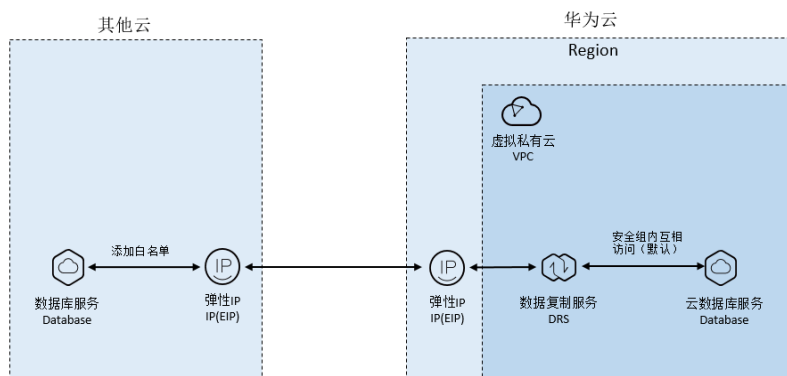 其他云
华为云
Region
虚拟私有云
VPC
添加白名单
安全组内互相
访问（默认）
数据库服务
Database
弹性IP
IP(EIP)
弹性IP
IP(EIP)
数据复制服务
DRS
云数据库服务
Database
IP
IP